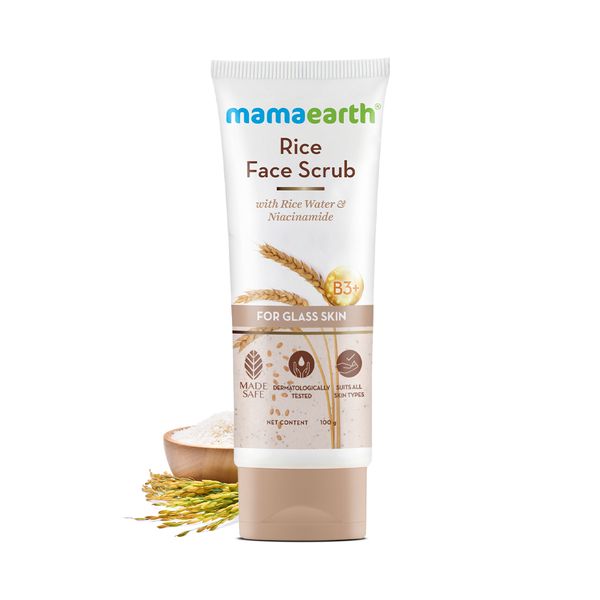 mamaearth®
Rice
Face Scrub
with Rice Water &
Niacinamide
B3+
FOR GLASS SKIN
MADE
SAFE
DERMATOLOGICALLY
TESTED
SUITS ALL
SKIN TYPES
NET CONTENT 100 g